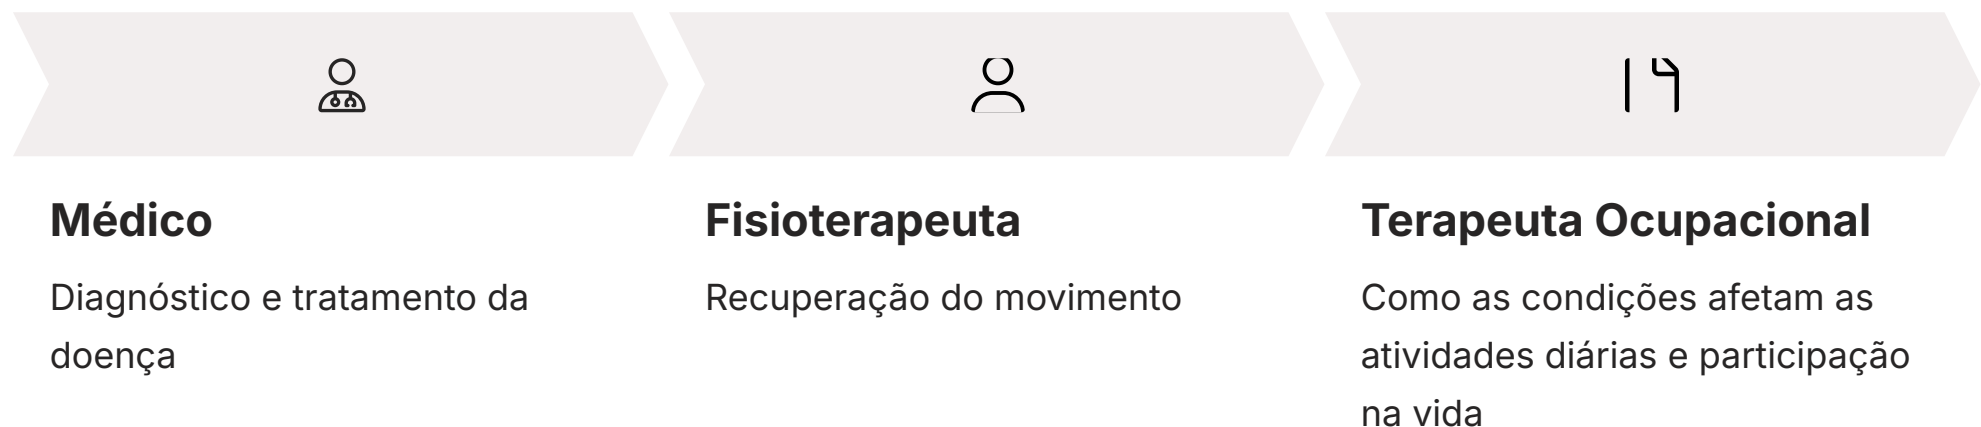 Médico
Diagnóstico e tratamento da
doença
Fisioterapeuta
Recuperação do movimento
Terapeuta Ocupacional
Como as condições afetam as
atividades diárias e participação
na vida